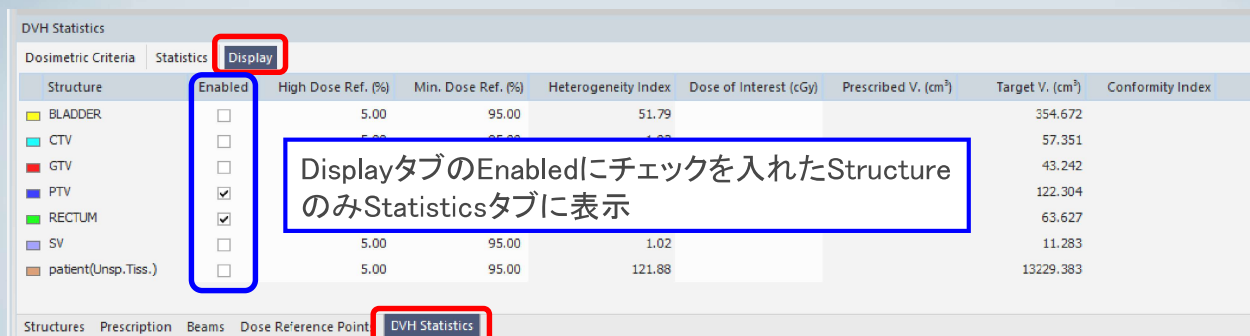 DVH Statistics
Dosimetric Criteria Statistics Display
Structure Enabled High Dose Ref. (%) Min. Dose Ref. (%) Heterogeneity Index Dose of Interest (cGy) Prescribed V. (cm³) Target V. (cm³) Conformity Index
BLADDER 5.00 95.00 51.79 354.672
CTV 57.351
GTV 43.242
PTV 122.304
RECTUM 63.627
SV 5.00 95.00 1.02 11.283
patient(Unsp.Tiss.) 5.00 95.00 121.88 13229.383
DisplayタブのEnabledにチェックを入れたStructure
のみStatisticsタブに表示
Structures Prescription Beams Dose Reference Point DVH Statistics